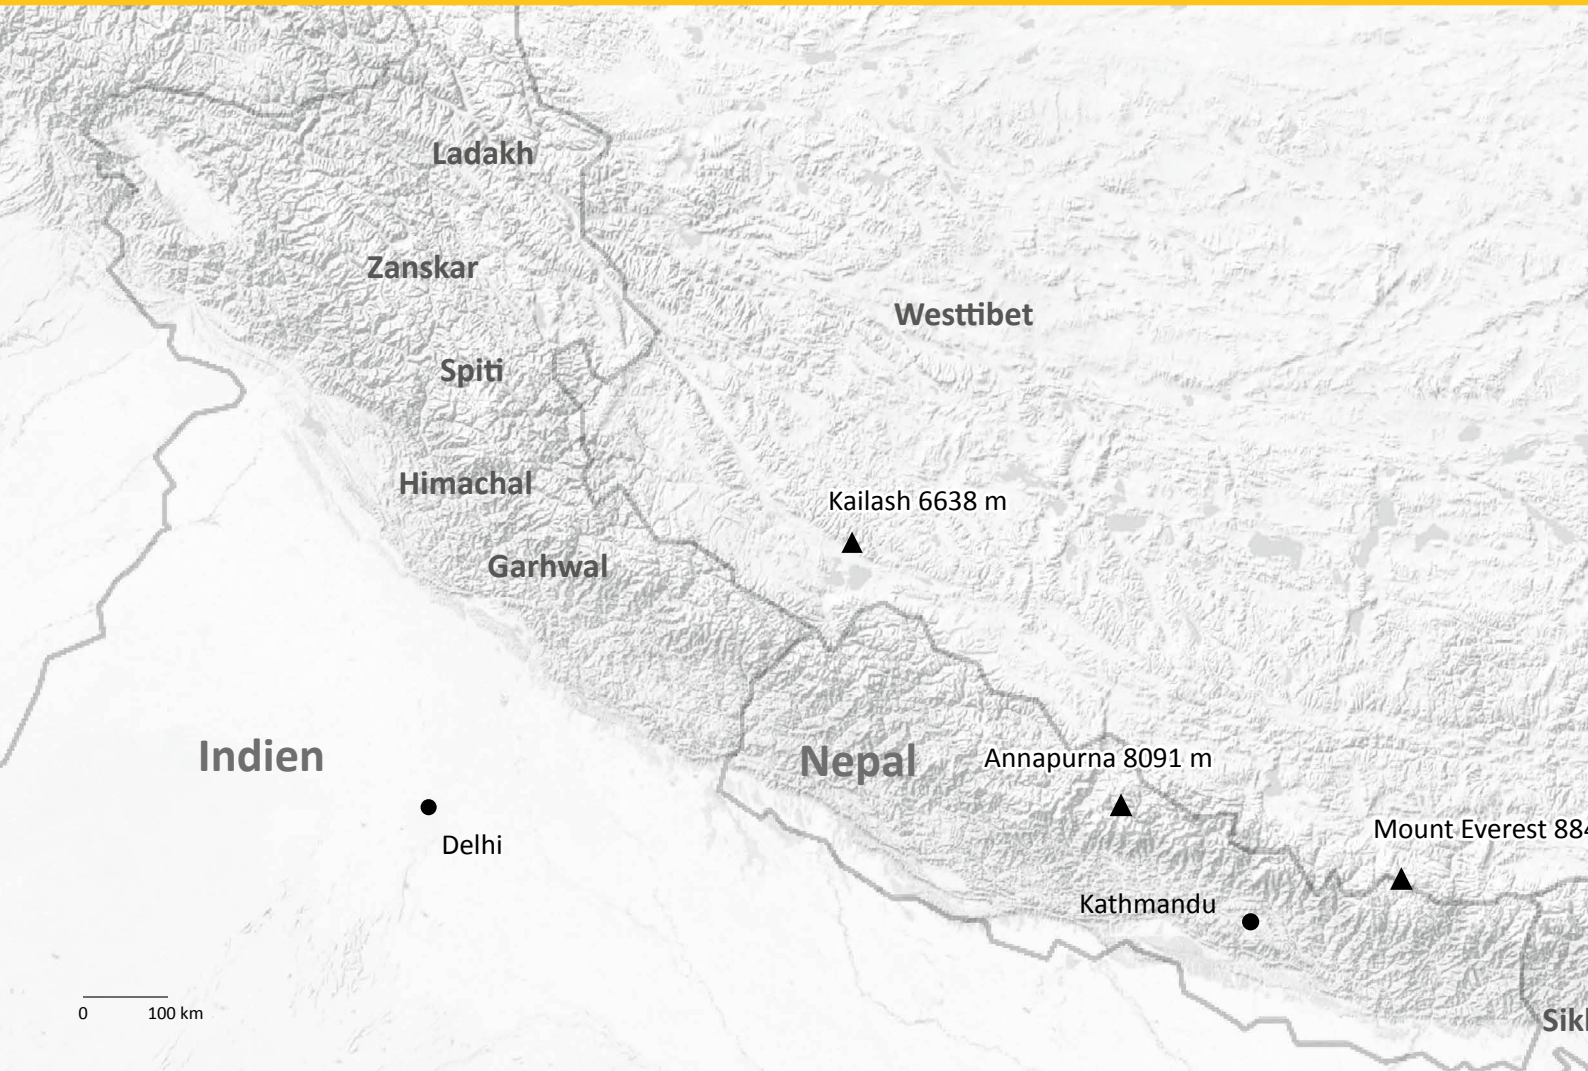 Ladakh
Zanskar
Westtibet
Spiti
Himachal
Kailash 6638 m
Garhwal
Indien
Nepal
Annapurna 8091 m
Delhi
Mount Everest 884
Kathmandu
0 100 km
Sik